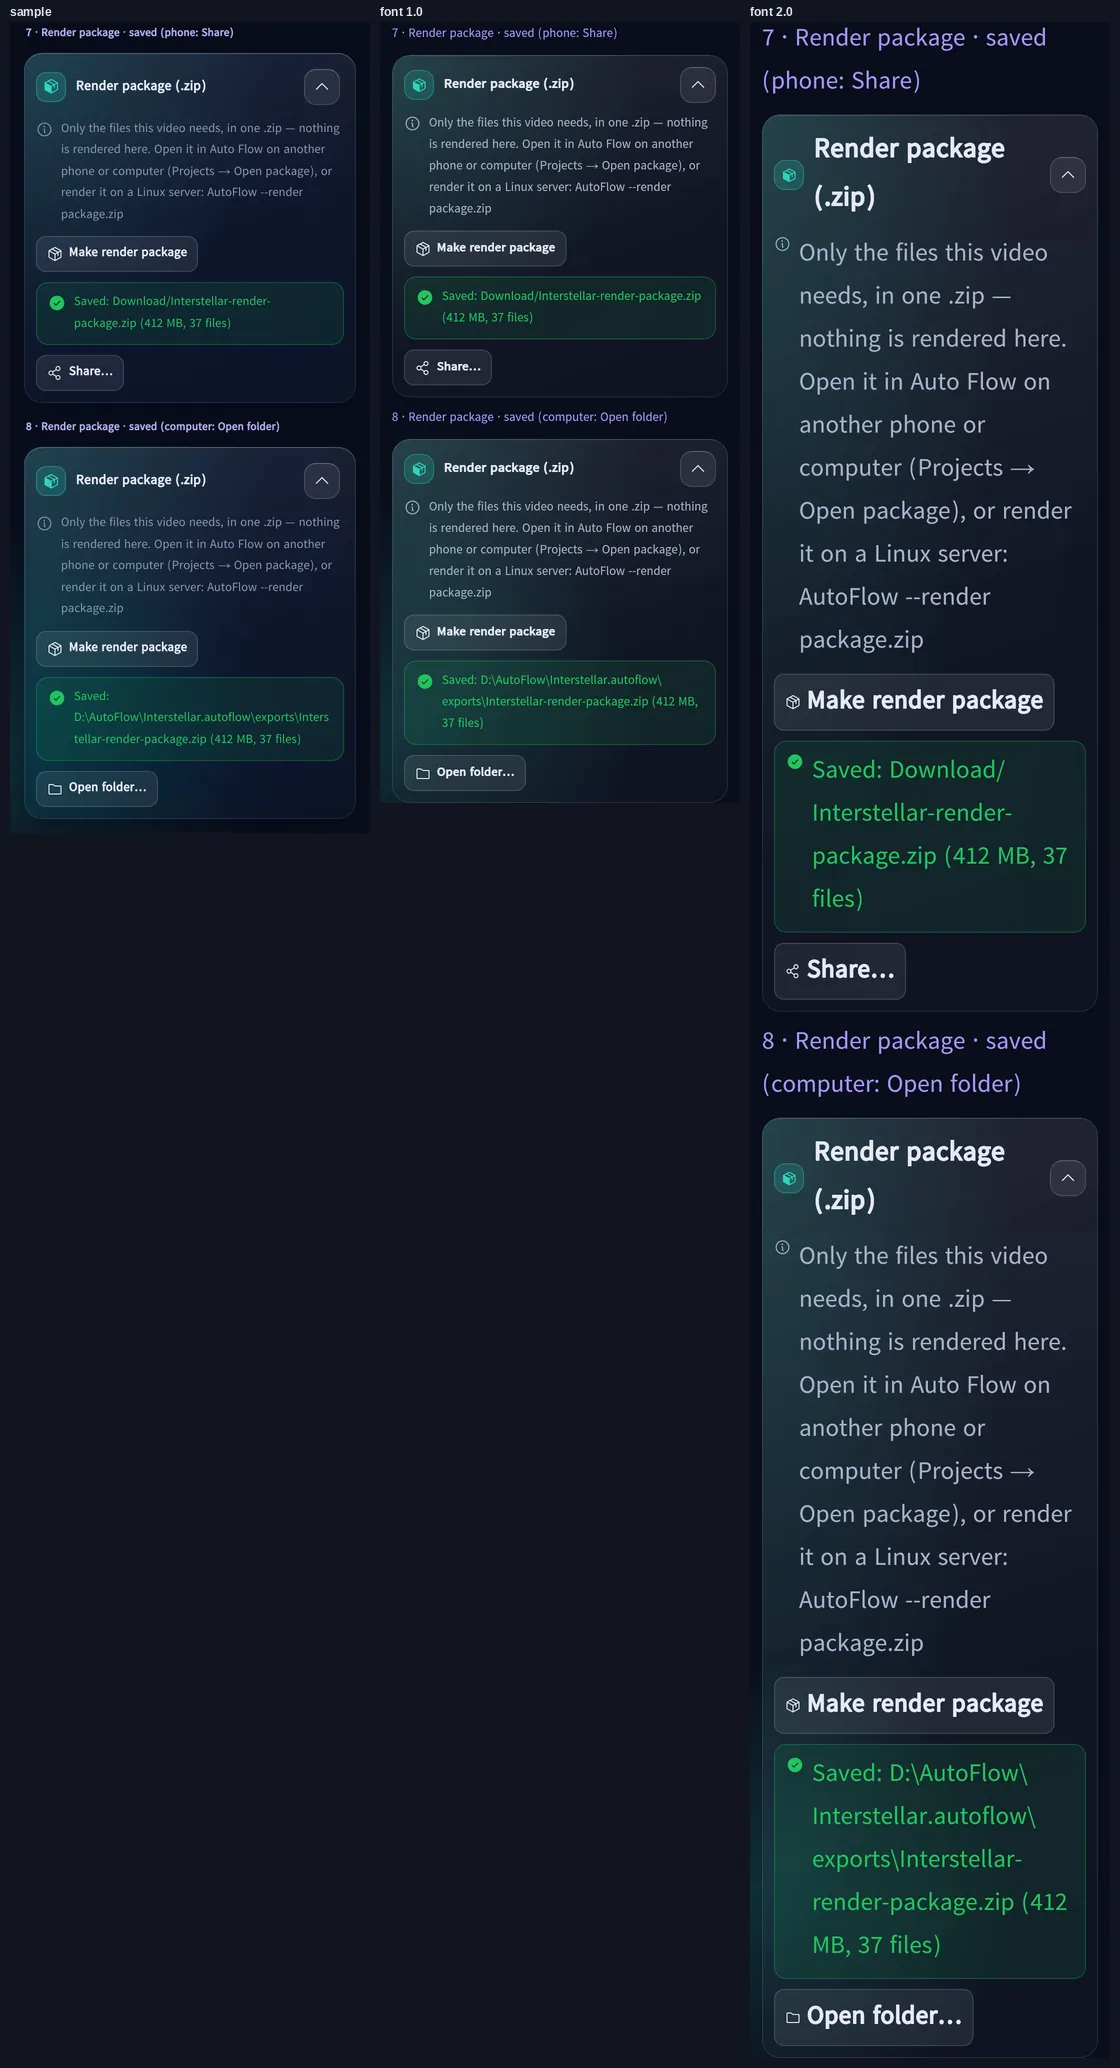 sample
7 · Render package · saved (phone: Share)
Render package (.zip)
Only the files this video needs, in one .zip — nothing
is rendered here. Open it in Auto Flow on another
phone or computer (Projects → Open package), or
render it on a Linux server: AutoFlow --render
package.zip
Make render package
Saved: Download/Interstellar-render-
package.zip (412 MB, 37 files)
Share...
8 · Render package · saved (computer: Open folder)
Render package (.zip)
Only the files this video needs, in one .zip — nothing
is rendered here. Open it in Auto Flow on another
phone or computer (Projects → Open package), or
render it on a Linux server: AutoFlow --render
package.zip
Make render package
Saved:
D:\AutoFlow\Interstellar.autoflow\exports\Inters
tellar-render-package.zip (412 MB, 37 files)
Open folder...
font 1.0
7 · Render package · saved (phone: Share)
Render package (.zip)
Only the files this video needs, in one .zip — nothing
is rendered here. Open it in Auto Flow on another
phone or computer (Projects → Open package), or
render it on a Linux server: AutoFlow --render
package.zip
Make render package
Saved: Download/Interstellar-render-package.zip
(412 MB, 37 files)
Share...
8 · Render package · saved (computer: Open folder)
Render package (.zip)
Only the files this video needs, in one .zip — nothing
is rendered here. Open it in Auto Flow on another
phone or computer (Projects → Open package), or
render it on a Linux server: AutoFlow --render
package.zip
Make render package
Saved: D:\AutoFlow\Interstellar.autoflow\
exports\Interstellar-render-package.zip (412 MB,
37 files)
Open folder...
font 2.0
7 · Render package · saved
(phone: Share)
Render package
(.zip)
Only the files this video
needs, in one .zip —
nothing is rendered here.
Open it in Auto Flow on
another phone or
computer (Projects →
Open package), or render
it on a Linux server:
AutoFlow --render
package.zip
Make render package
Saved: Download/
Interstellar-render-
package.zip (412 MB, 37
files)
Share...
8 · Render package · saved
(computer: Open folder)
Render package
(.zip)
Only the files this video
needs, in one .zip —
nothing is rendered here.
Open it in Auto Flow on
another phone or
computer (Projects →
Open package), or render
it on a Linux server:
AutoFlow --render
package.zip
Make render package
Saved: D:\AutoFlow\
Interstellar.autoflow\
exports\Interstellar-
render-package.zip (412
MB, 37 files)
Open folder...